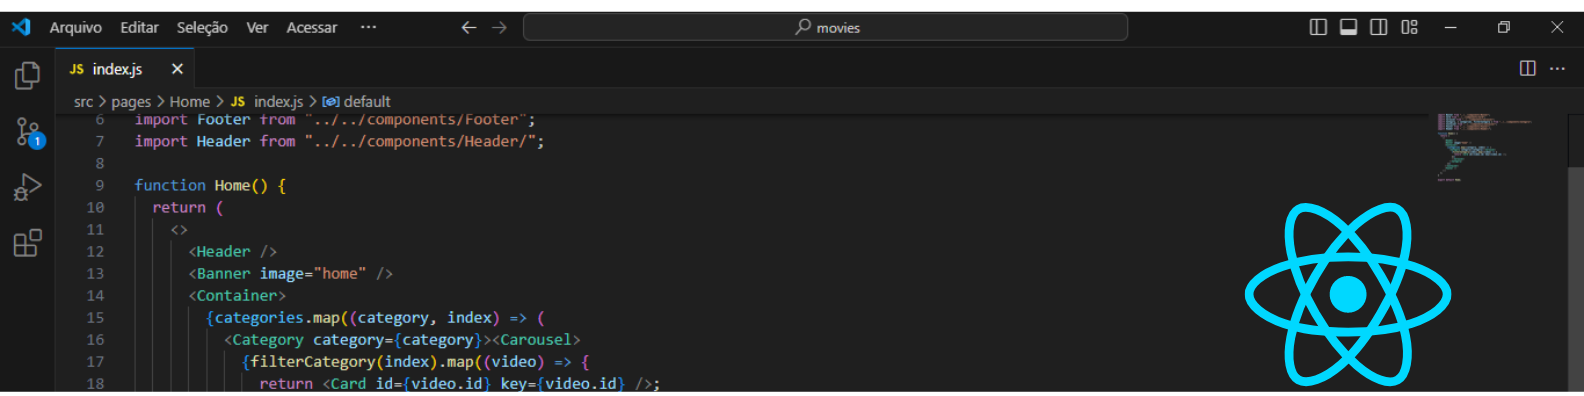 Arquivo Editar Seleção Ver Acessar ··· movies
JS index.js
src > pages > Home > JS index.js > default
6 import Footer from "../../components/Footer";
7 import Header from "../../components/Header/";
8
9 function Home() {
10 return (
11 <>
12 <Header />
13 <Banner image="home" />
14 <Container>
15 {categories.map((category, index) => (
16 <Category category={category}><Carousel>
17 {filterCategory(index).map((video) => {
18 return <Card id={video.id} key={video.id} />;
1